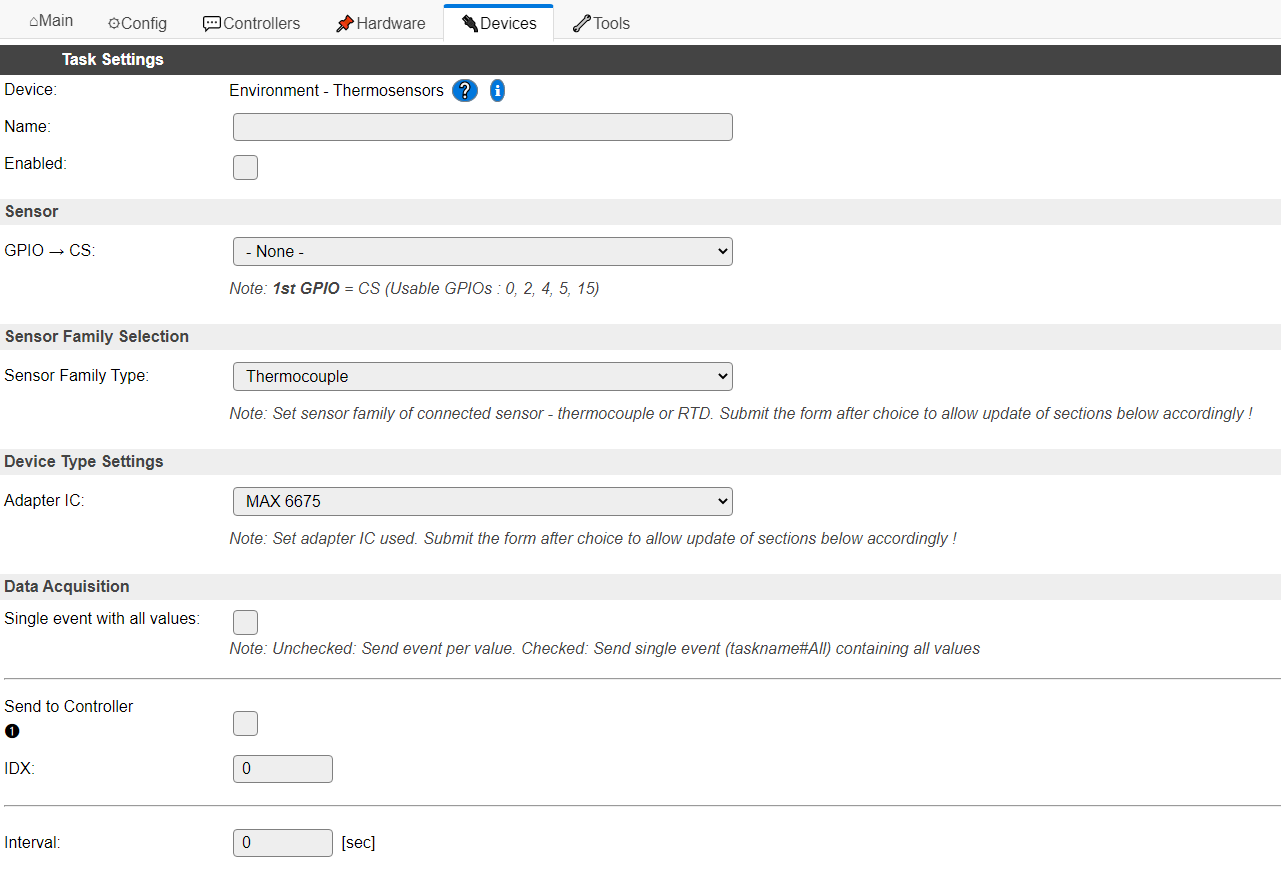 ⌂Main ⚙Config 💬Controllers 📌Hardware 🔌Devices 🔧Tools
Task Settings
Device: Environment - Thermosensors ? i
Name:
Enabled:
Sensor
GPIO → CS: - None -
Note: 1st GPIO = CS (Usable GPIOs : 0, 2, 4, 5, 15)
Sensor Family Selection
Sensor Family Type: Thermocouple
Note: Set sensor family of connected sensor - thermocouple or RTD. Submit the form after choice to allow update of sections below accordingly !
Device Type Settings
Adapter IC: MAX 6675
Note: Set adapter IC used. Submit the form after choice to allow update of sections below accordingly !
Data Acquisition
Single event with all values:
Note: Unchecked: Send event per value. Checked: Send single event (taskname#All) containing all values
Send to Controller
❶
IDX: 0
Interval: 0 [sec]